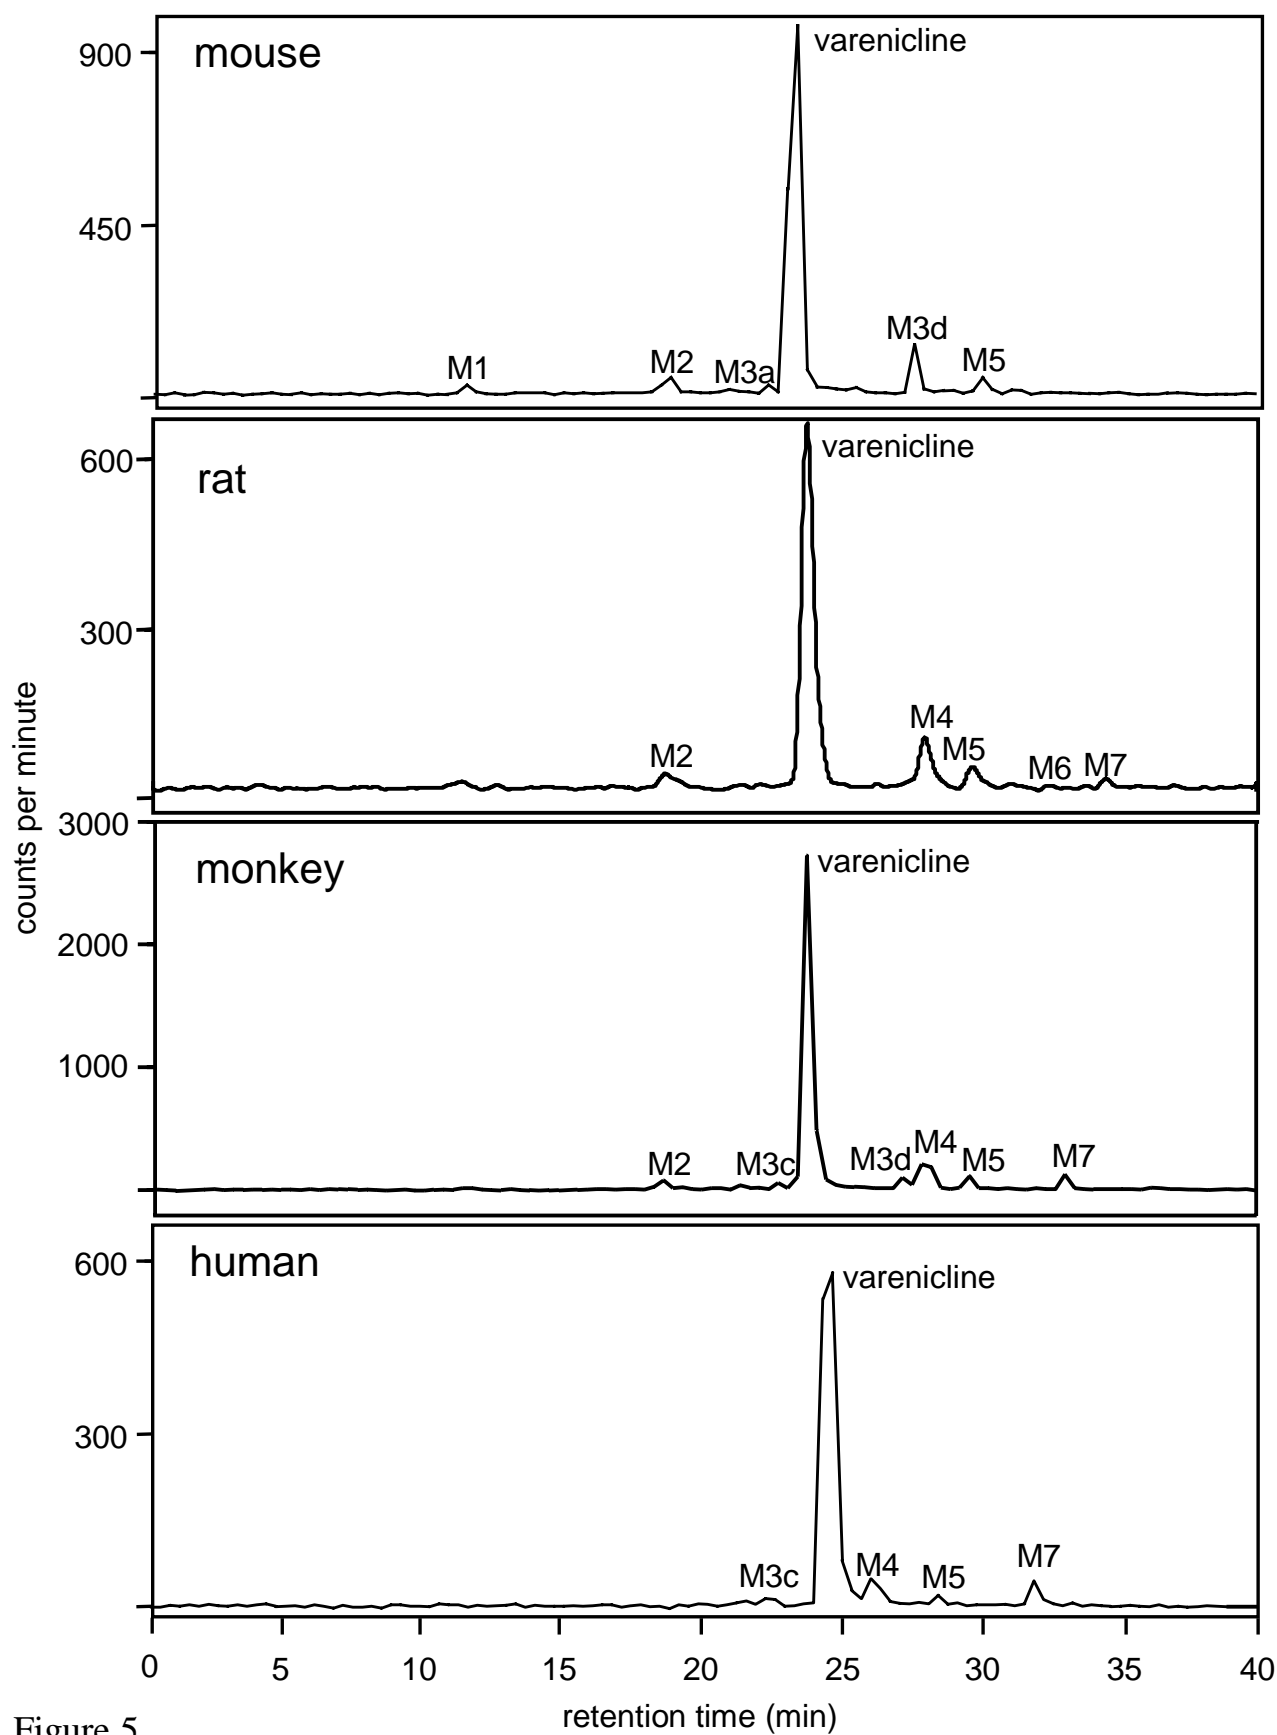 mouse
900
450
varenicline
M1
M2
M3a
M3d
M5
rat
600
300
varenicline
M2
M4
M5
M6
M7
counts per minute
monkey
3000
2000
1000
varenicline
M2
M3c
M3d
M4
M5
M7
human
600
300
varenicline
M3c
M4
M5
M7
0 5 10 15 20 25 30 35 40
retention time (min)
Figure 5